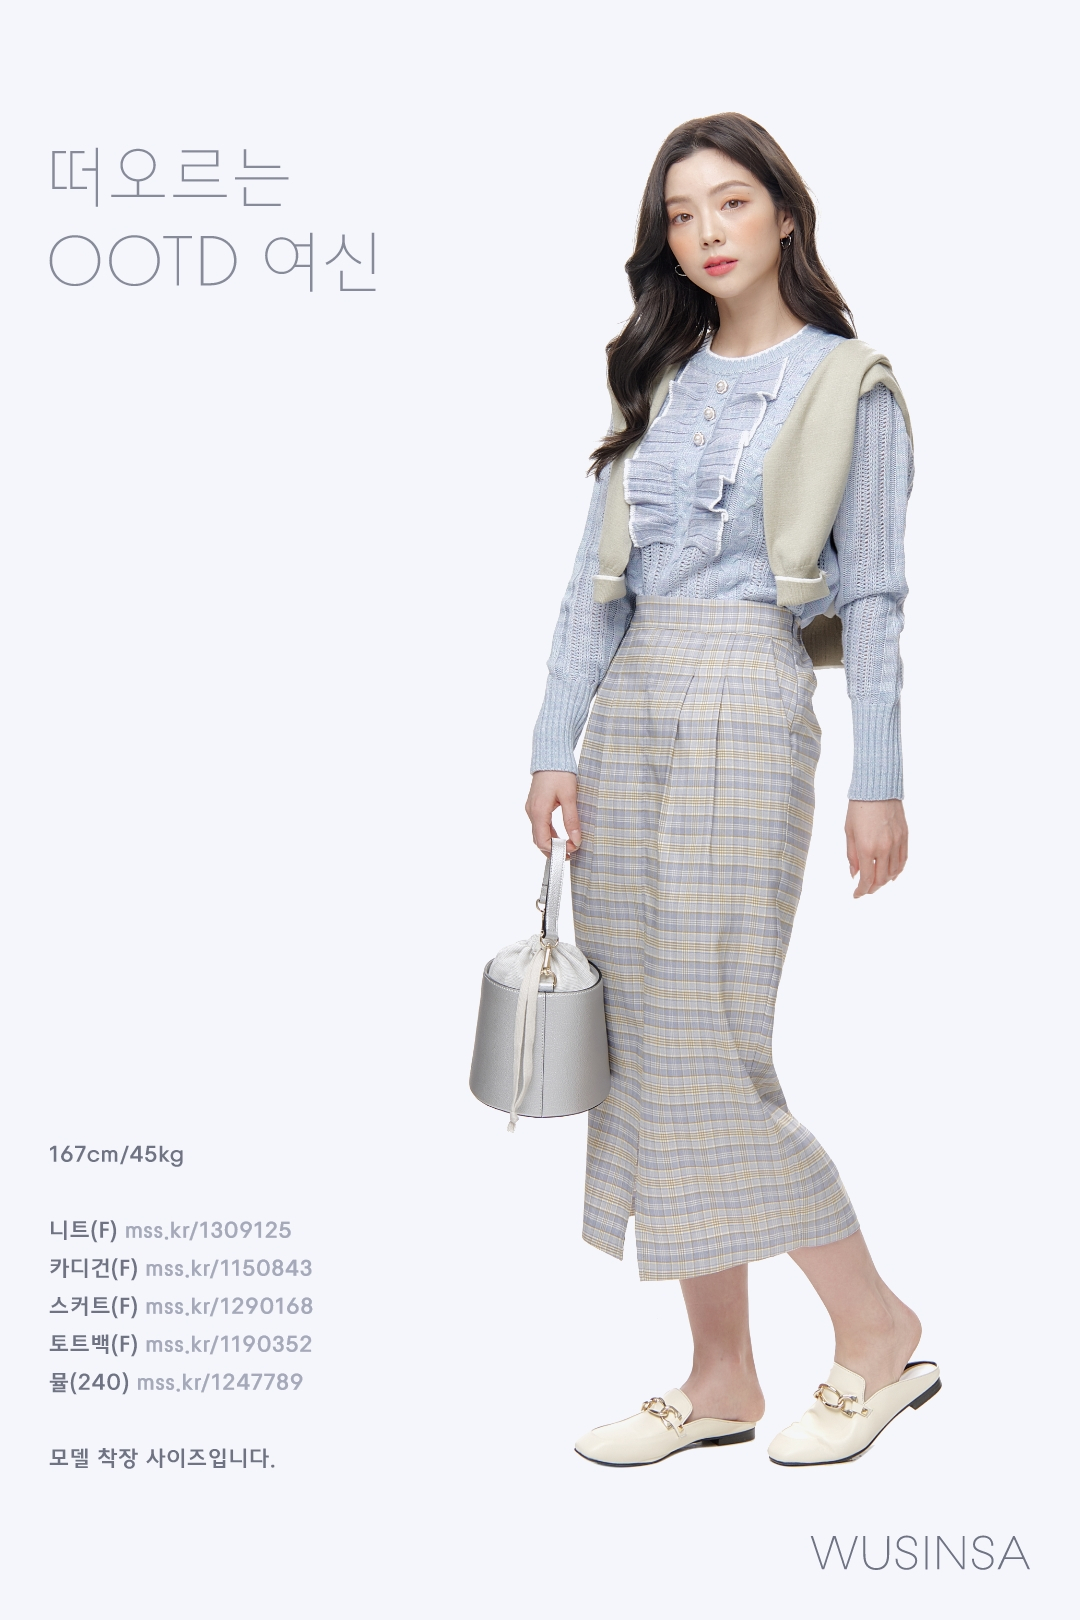 떠오르는
OOTD 여신
167cm/45kg
니트(F) mss.kr/1309125
카디건(F) mss.kr/1150843
스커트(F) mss.kr/1290168
토트백(F) mss.kr/1190352
뮬(240) mss.kr/1247789
모델 착장 사이즈입니다.
WUSINSA